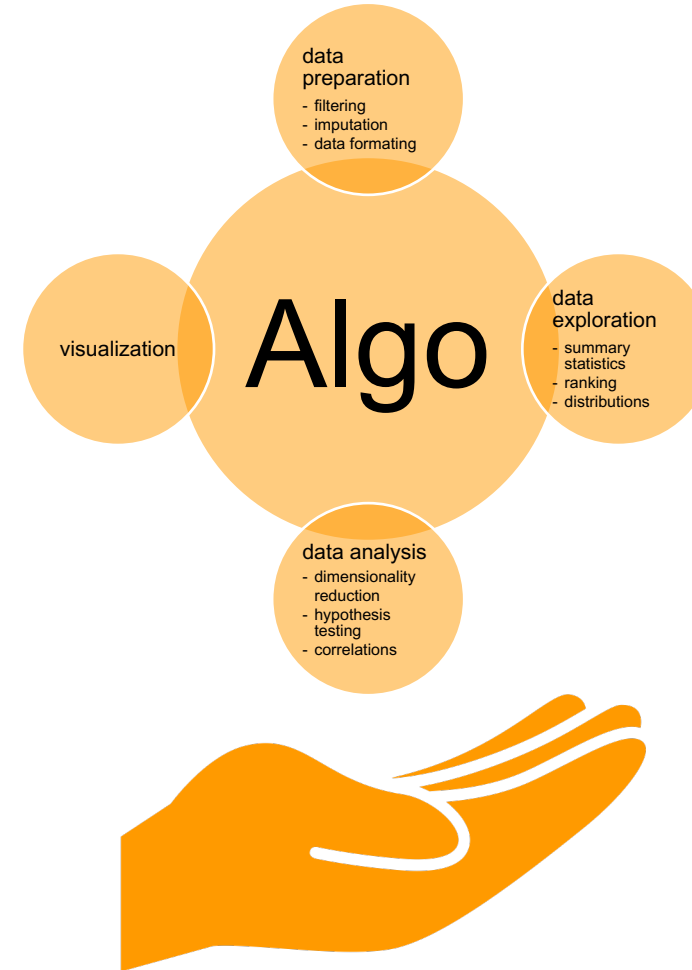 data
preparation
- filtering
- imputation
- data formating
Algo
visualization
data
exploration
- summary
statistics
- ranking
- distributions
data analysis
- dimensionality
reduction
- hypothesis
testing
- correlations